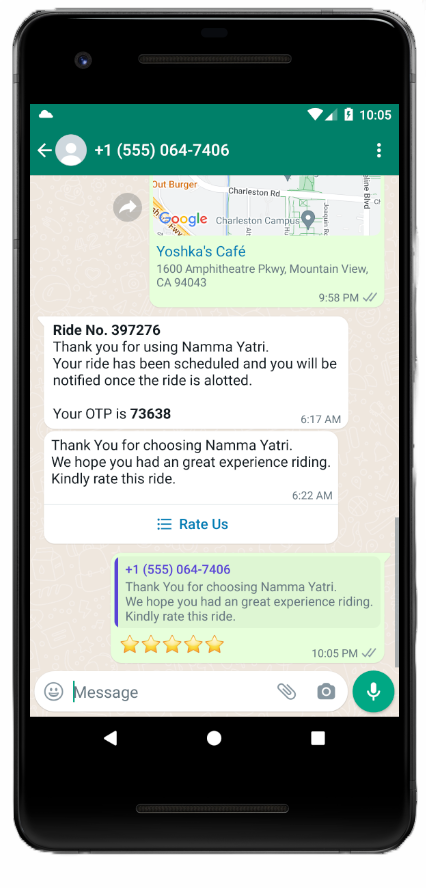 10:05
+1 (555) 064-7406
Out Burger
Charleston Rd
Google
Charleston Campus
Joaquin Rd
Yoshka's Café
1600 Amphitheatre Pkwy, Mountain View,
CA 94043
9:58 PM
Ride No. 397276
Thank you for using Namma Yatri.
Your ride has been scheduled and you will be
notified once the ride is alotted.
Your OTP is 73638
6:17 AM
Thank You for choosing Namma Yatri.
We hope you had an great experience riding.
Kindly rate this ride.
6:22 AM
Rate Us
+1 (555) 064-7406
Thank You for choosing Namma Yatri.
We hope you had an great experience riding.
Kindly rate this ride.
10:05 PM
Message